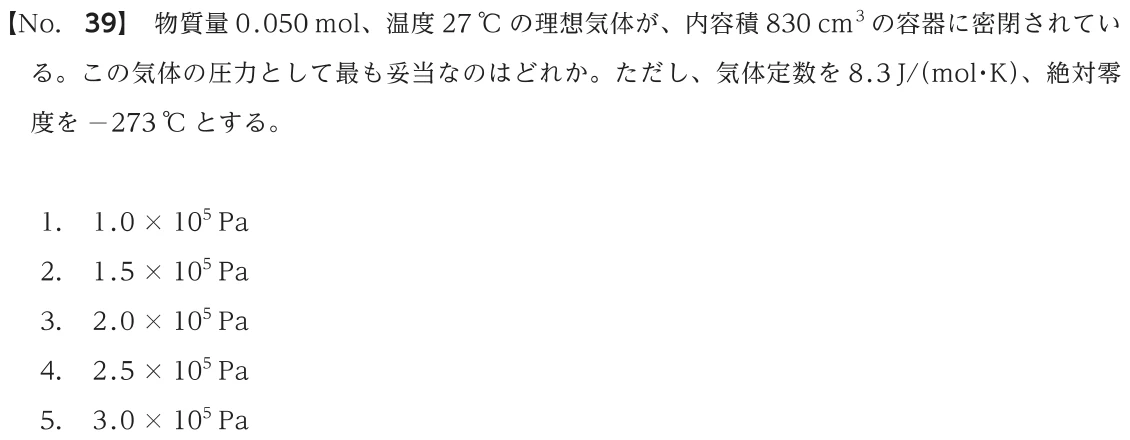 【No. 39】 物質量 0.050 mol、温度 27 ℃ の理想気体が、内容積 830 cm³ の容器に密閉されてい
る。この気体の圧力として最も妥当なのはどれか。ただし、気体定数を 8.3 J/(mol・K)、絶対零
度を −273 ℃ とする。
1. 1.0 × 10⁵ Pa
2. 1.5 × 10⁵ Pa
3. 2.0 × 10⁵ Pa
4. 2.5 × 10⁵ Pa
5. 3.0 × 10⁵ Pa